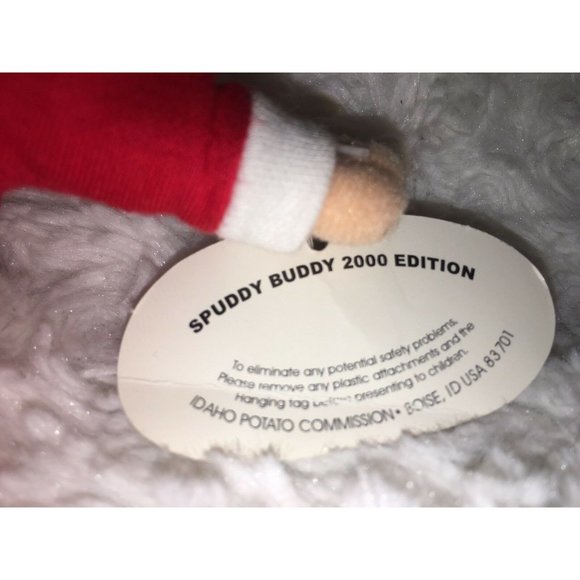 SPUDDY BUDDY 2000 EDITION
To eliminate any potential safety problems,
Please remove any plastic attachments and the
Hanging tag before presenting to children.
IDAHO POTATO COMMISSION • BOISE, ID USA 83701